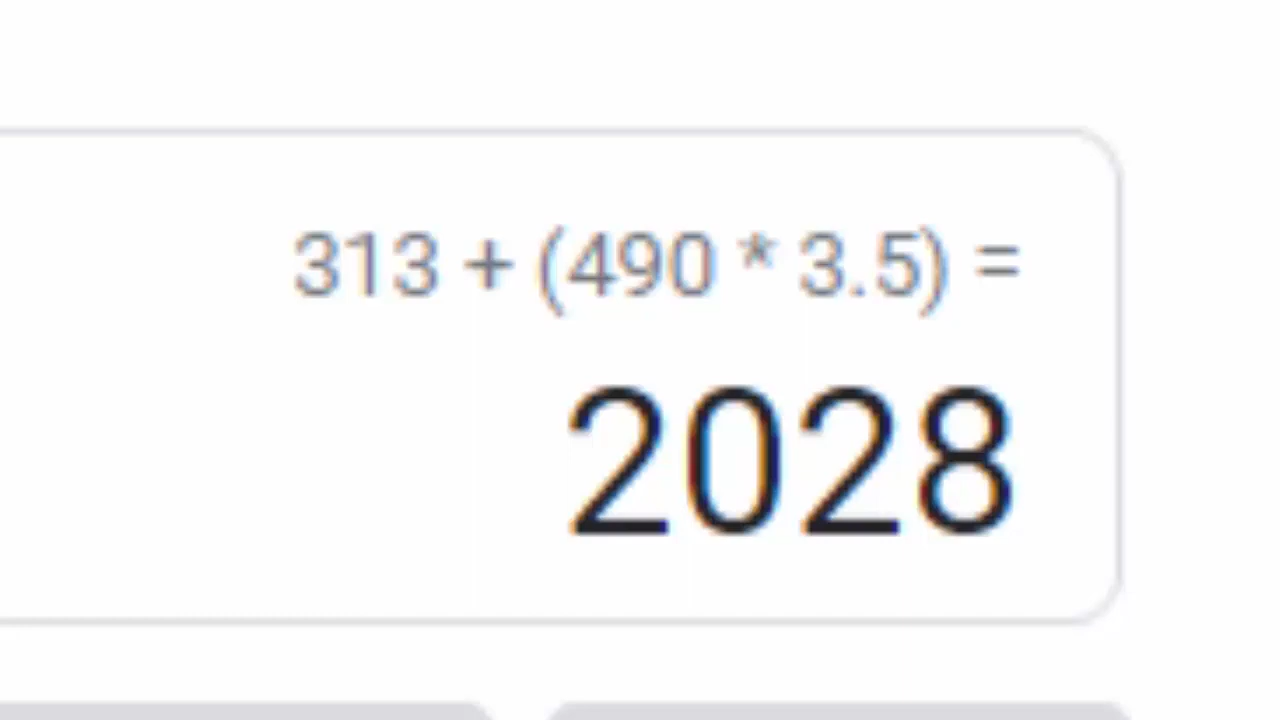 313 + (490 * 3.5) =
2028